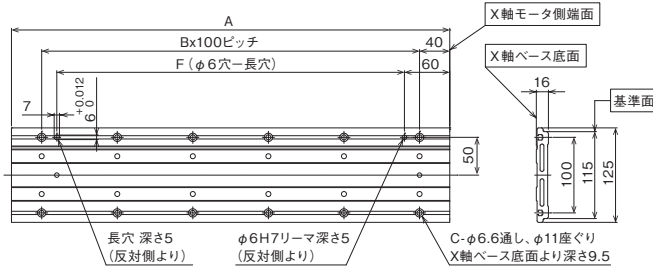 A
X軸モータ側端面
Bx100ピッチ
40
X軸ベース底面
F（φ6穴ー長穴）
60
16
7
+0.012
6 0
基準面
50
100
115
125
長穴 深さ5
（反対側より）
φ6H7リーマ深さ5
（反対側より）
C-φ6.6通し、φ11座ぐり
X軸ベース底面より深さ9.5